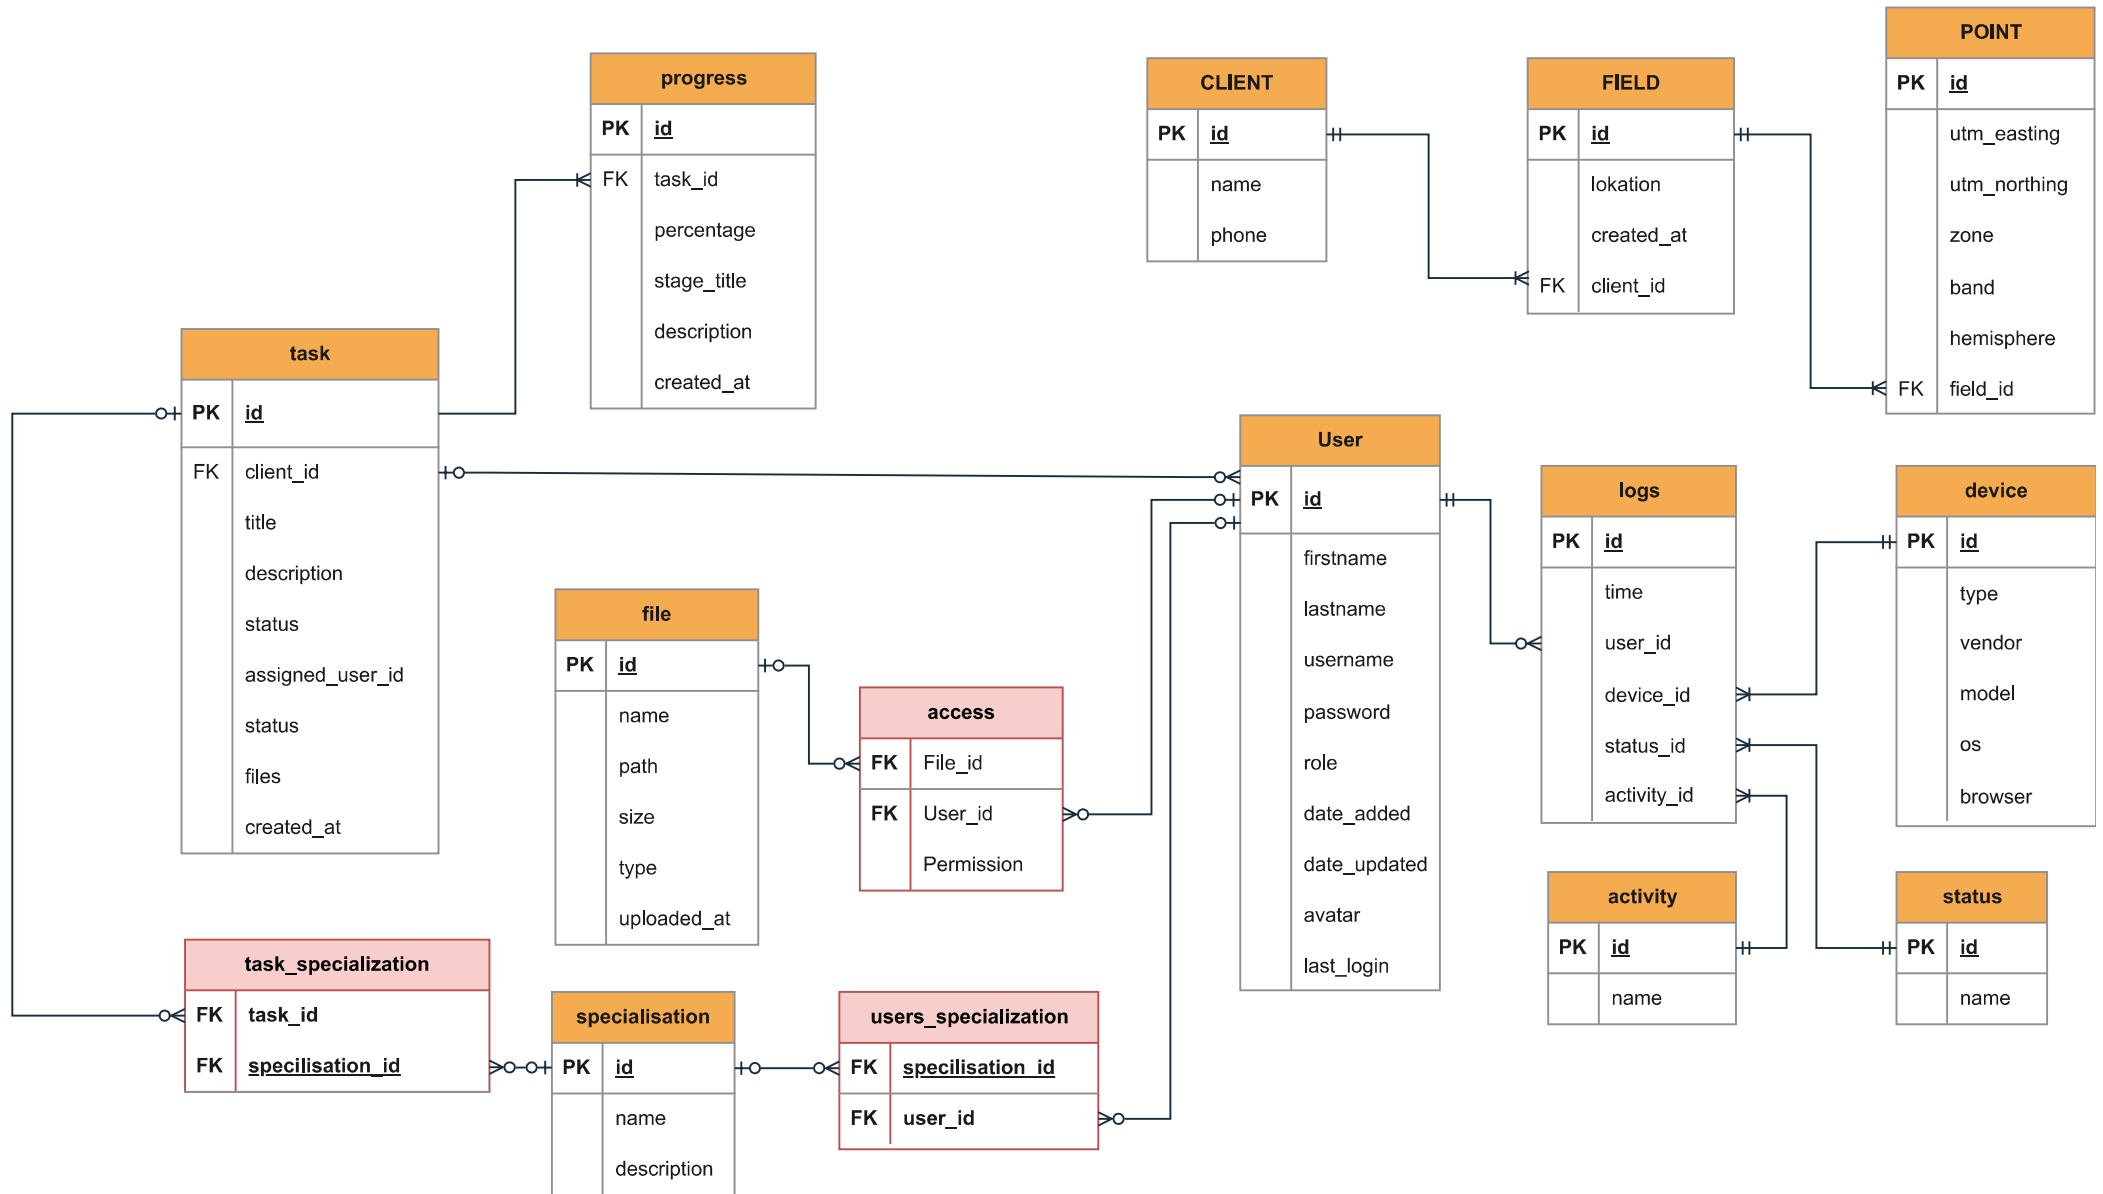 progress
PK id
FK task_id
percentage
stage_title
description
created_at
CLIENT
PK id
name
phone
FIELD
PK id
lokation
created_at
FK client_id
POINT
PK id
utm_easting
utm_northing
zone
band
hemisphere
FK field_id
task
PK id
FK client_id
title
description
status
assigned_user_id
status
files
created_at
User
PK id
firstname
lastname
username
password
role
date_added
date_updated
avatar
last_login
logs
PK id
time
user_id
device_id
status_id
activity_id
device
PK id
type
vendor
model
os
browser
file
PK id
name
path
size
type
uploaded_at
access
FK File_id
FK User_id
Permission
activity
PK id
name
status
PK id
name
task_specialization
FK task_id
FK specilisation_id
specialisation
PK id
name
description
users_specialization
FK specilisation_id
FK user_id